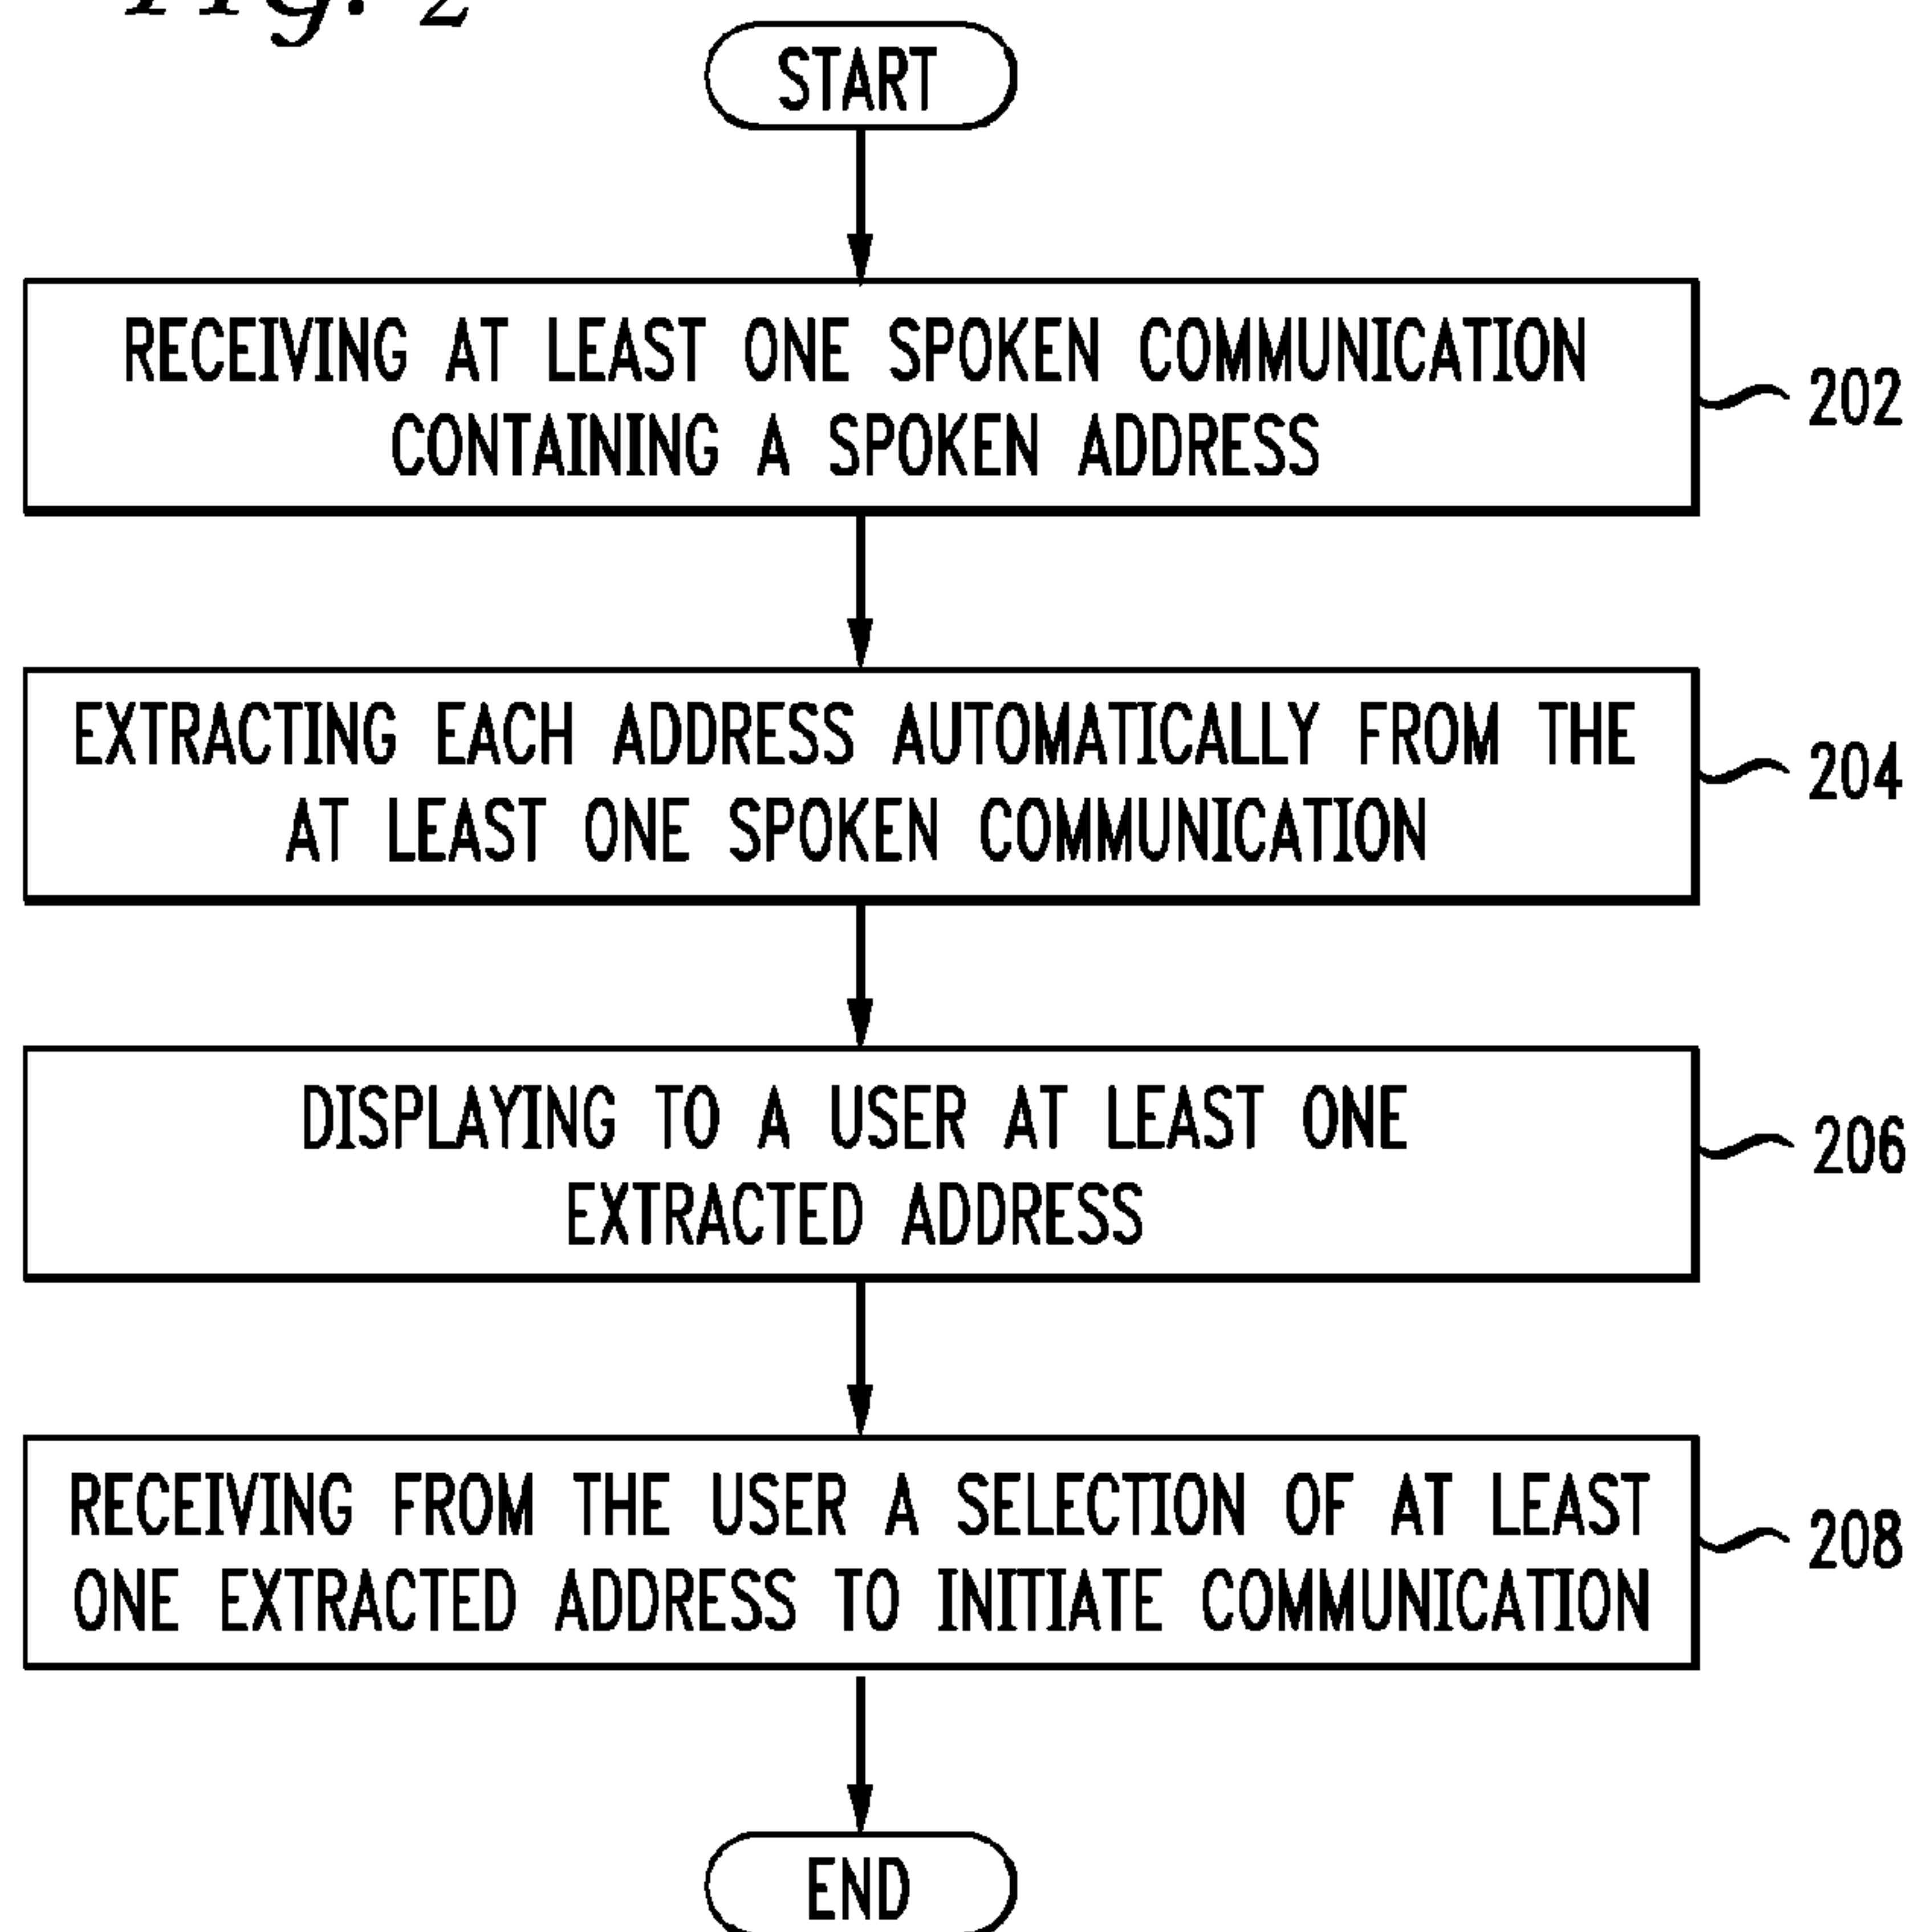 Fig. 2
START
RECEIVING AT LEAST ONE SPOKEN COMMUNICATION
CONTAINING A SPOKEN ADDRESS
202
EXTRACTING EACH ADDRESS AUTOMATICALLY FROM THE
AT LEAST ONE SPOKEN COMMUNICATION
204
DISPLAYING TO A USER AT LEAST ONE
EXTRACTED ADDRESS
206
RECEIVING FROM THE USER A SELECTION OF AT LEAST
ONE EXTRACTED ADDRESS TO INITIATE COMMUNICATION
208
END